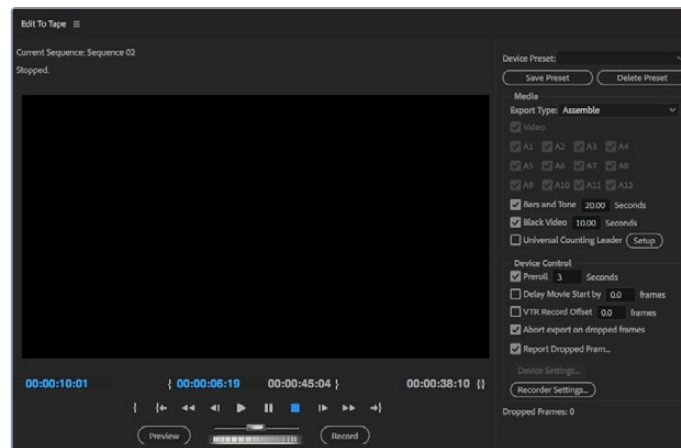 Edit To Tape
Current Sequence: Sequence 02
Stopped.
00:00:10:01
{ 00:00:06:19
00:00:45:04 }
00:00:38:10 {}
Preview
Record
Device Preset:
Save Preset
Delete Preset
Media
Export Type: Assemble
Video
A1 A2 A3 A4
A5 A6 A7 A8
A9 A10 A11 A12
Bars and Tone 20.00 Seconds
Black Video 10.00 Seconds
Universal Counting Leader Setup
Device Control
Preroll 3 Seconds
Delay Movie Start by 0.0 frames
VTR Record Offset 0.0 frames
Abort export on dropped frames
Report Dropped Fram...
Device Settings...
Recorder Settings...
Dropped Frames: 0